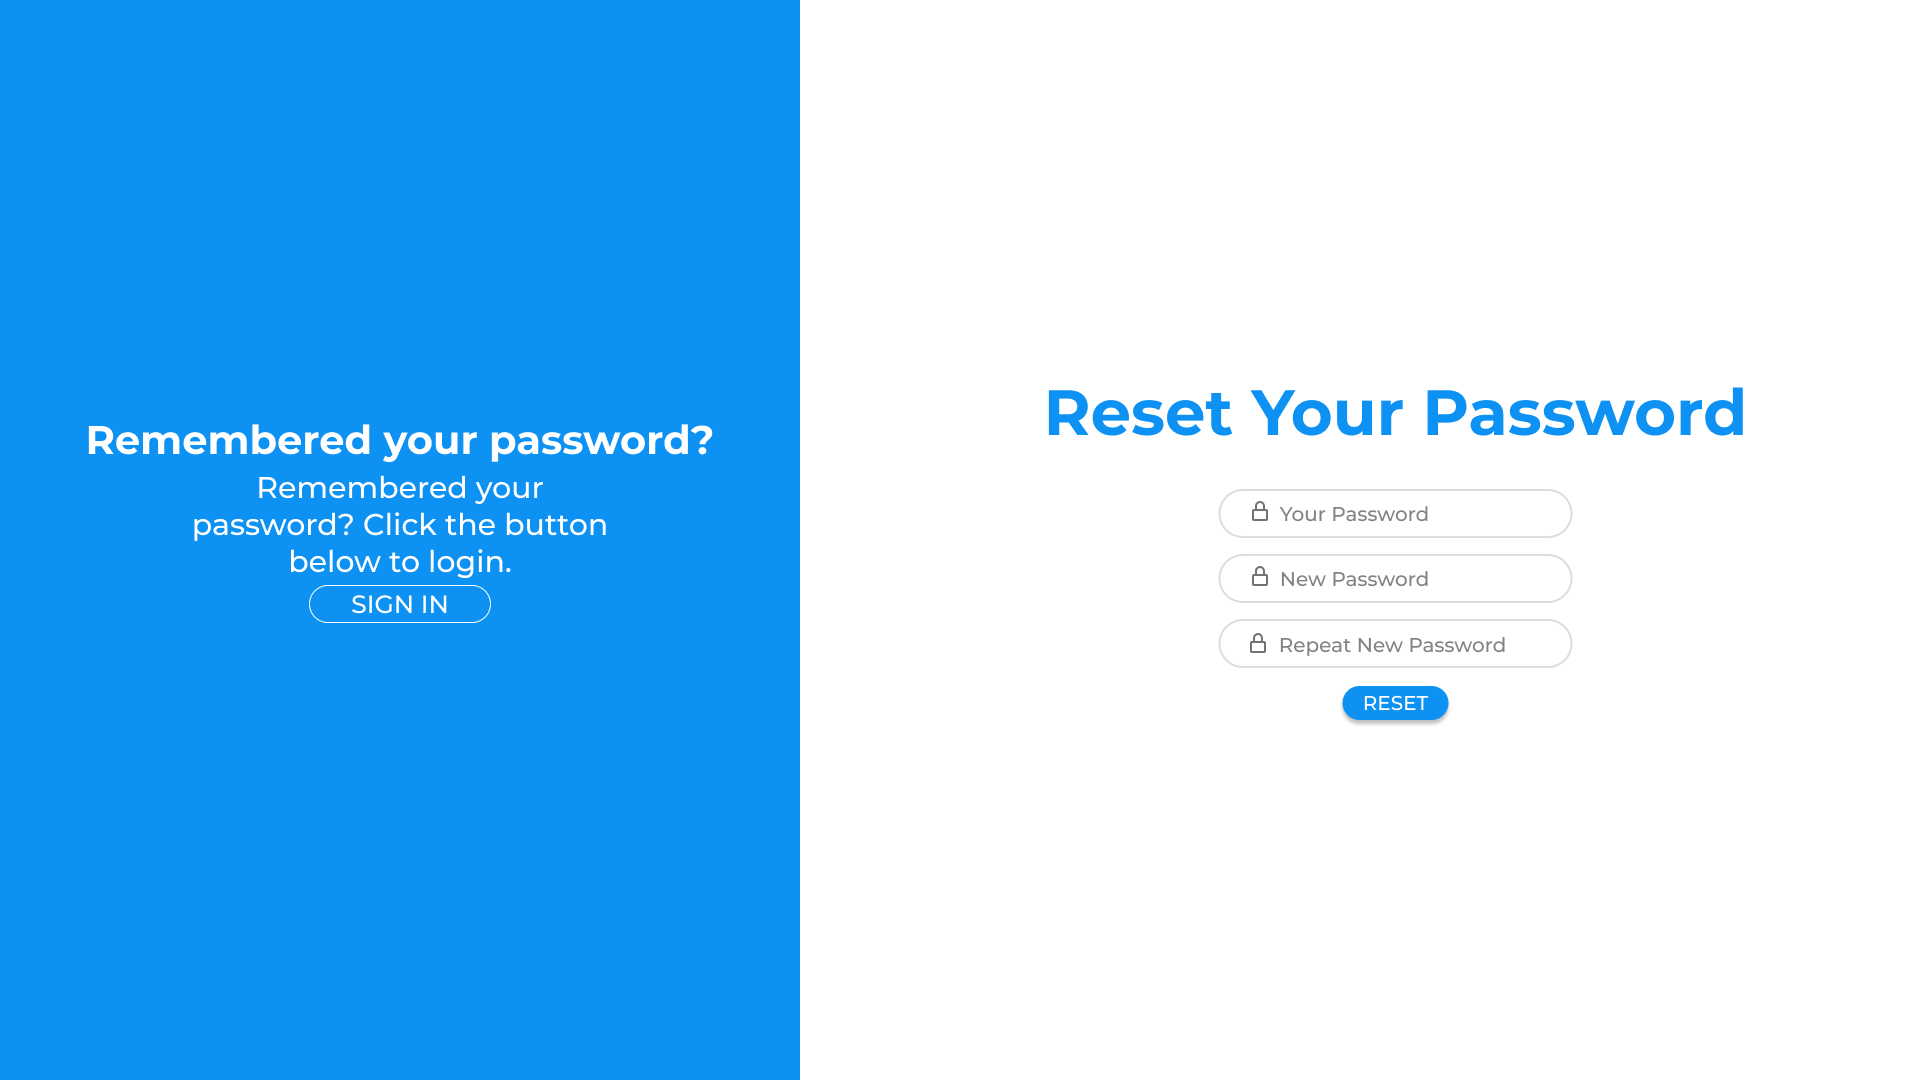 Remembered your password?
Remembered your
password? Click the button
below to login.
SIGN IN
Reset Your Password
Your Password
New Password
Repeat New Password
RESET